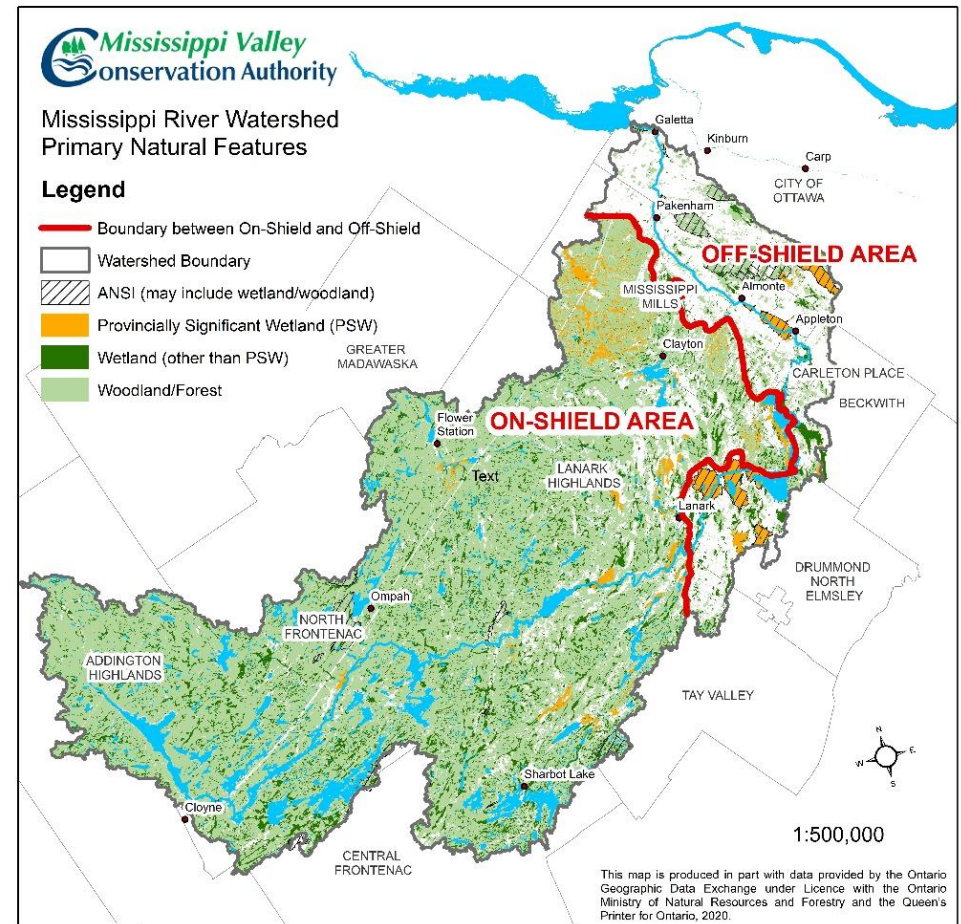 Mississippi Valley
Conservation Authority
Mississippi River Watershed
Primary Natural Features
Legend
Boundary between On-Shield and Off-Shield
Watershed Boundary
ANSI (may include wetland/woodland)
Provincially Significant Wetland (PSW)
Wetland (other than PSW)
Woodland/Forest
Galetta
Kinburn
Carp
CITY OF
OTTAWA
Pakenham
OFF-SHIELD AREA
MISSISSIPPI
MILLS
Almonte
Appleton
GREATER
MADAWASKA
Clayton
CARLETON PLACE
BECKWITH
Flower
Station
ON-SHIELD AREA
Text
LANARK
HIGHLANDS
Lanark
DRUMMOND
NORTH
ELMSLEY
Ompah
NORTH
FRONTENAC
ADDINGTON
HIGHLANDS
TAY VALLEY
N
W
E
S
Sharbot Lake
Cloyne
1:500,000
CENTRAL
FRONTENAC
This map is produced in part with data provided by the Ontario
Geographic Data Exchange under Licence with the Ontario
Ministry of Natural Resources and Forestry and the Queen's
Printer for Ontario, 2020.